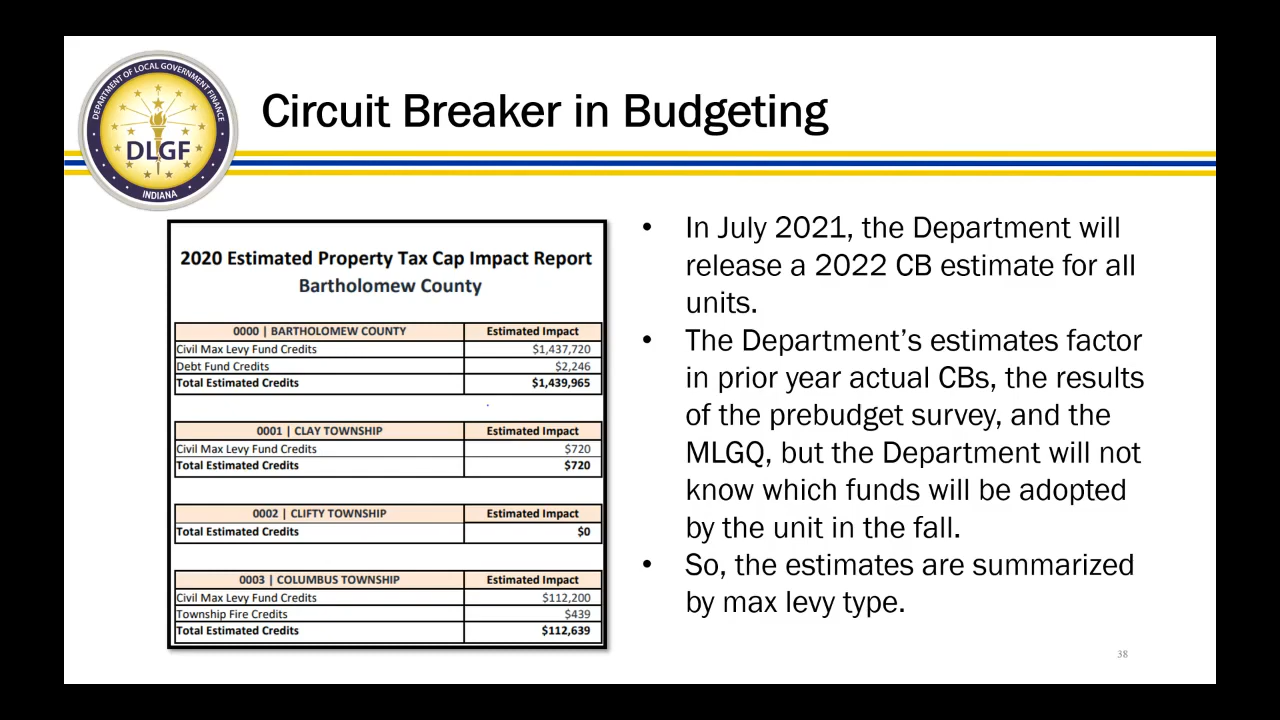 DEPARTMENT OF LOCAL GOVERNMENT FINANCE
DLGF
INDIANA
Circuit Breaker in Budgeting
2020 Estimated Property Tax Cap Impact Report
Bartholomew County
0000 | BARTHOLOMEW COUNTY Estimated Impact
Civil Max Levy Fund Credits $1,437,720
Debt Fund Credits $2,246
Total Estimated Credits $1,439,965
0001 | CLAY TOWNSHIP Estimated Impact
Civil Max Levy Fund Credits $720
Total Estimated Credits $720
0002 | CLIFTY TOWNSHIP Estimated Impact
Total Estimated Credits $0
0003 | COLUMBUS TOWNSHIP Estimated Impact
Civil Max Levy Fund Credits $112,200
Township Fire Credits $439
Total Estimated Credits $112,639
• In July 2021, the Department will
release a 2022 CB estimate for all
units.
• The Department’s estimates factor
in prior year actual CBs, the results
of the prebudget survey, and the
MLGQ, but the Department will not
know which funds will be adopted
by the unit in the fall.
• So, the estimates are summarized
by max levy type.
38